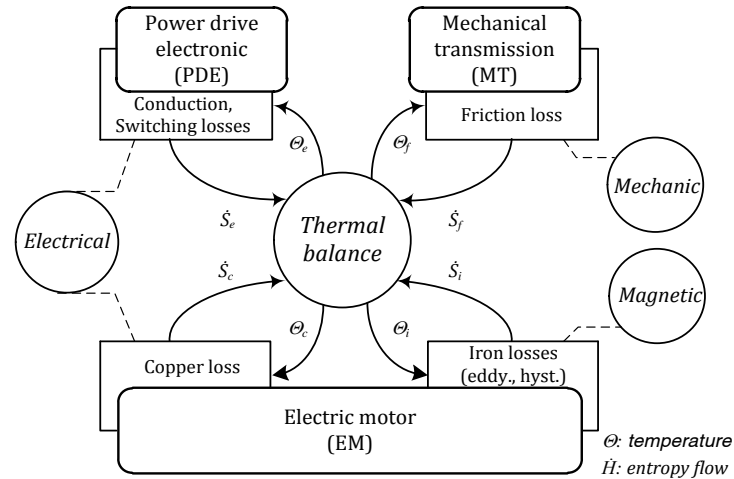 Power drive
electronic
(PDE)
Conduction,
Switching losses
Mechanical
transmission
(MT)
Friction loss
Θe
Θf
Electrical
Mechanic
Ṡe
Thermal
balance
Ṡf
Ṡc
Ṡi
Magnetic
Θc
Θi
Copper loss
Iron losses
(eddy., hyst.)
Electric motor
(EM)
Θ: temperature
Ḣ: entropy flow